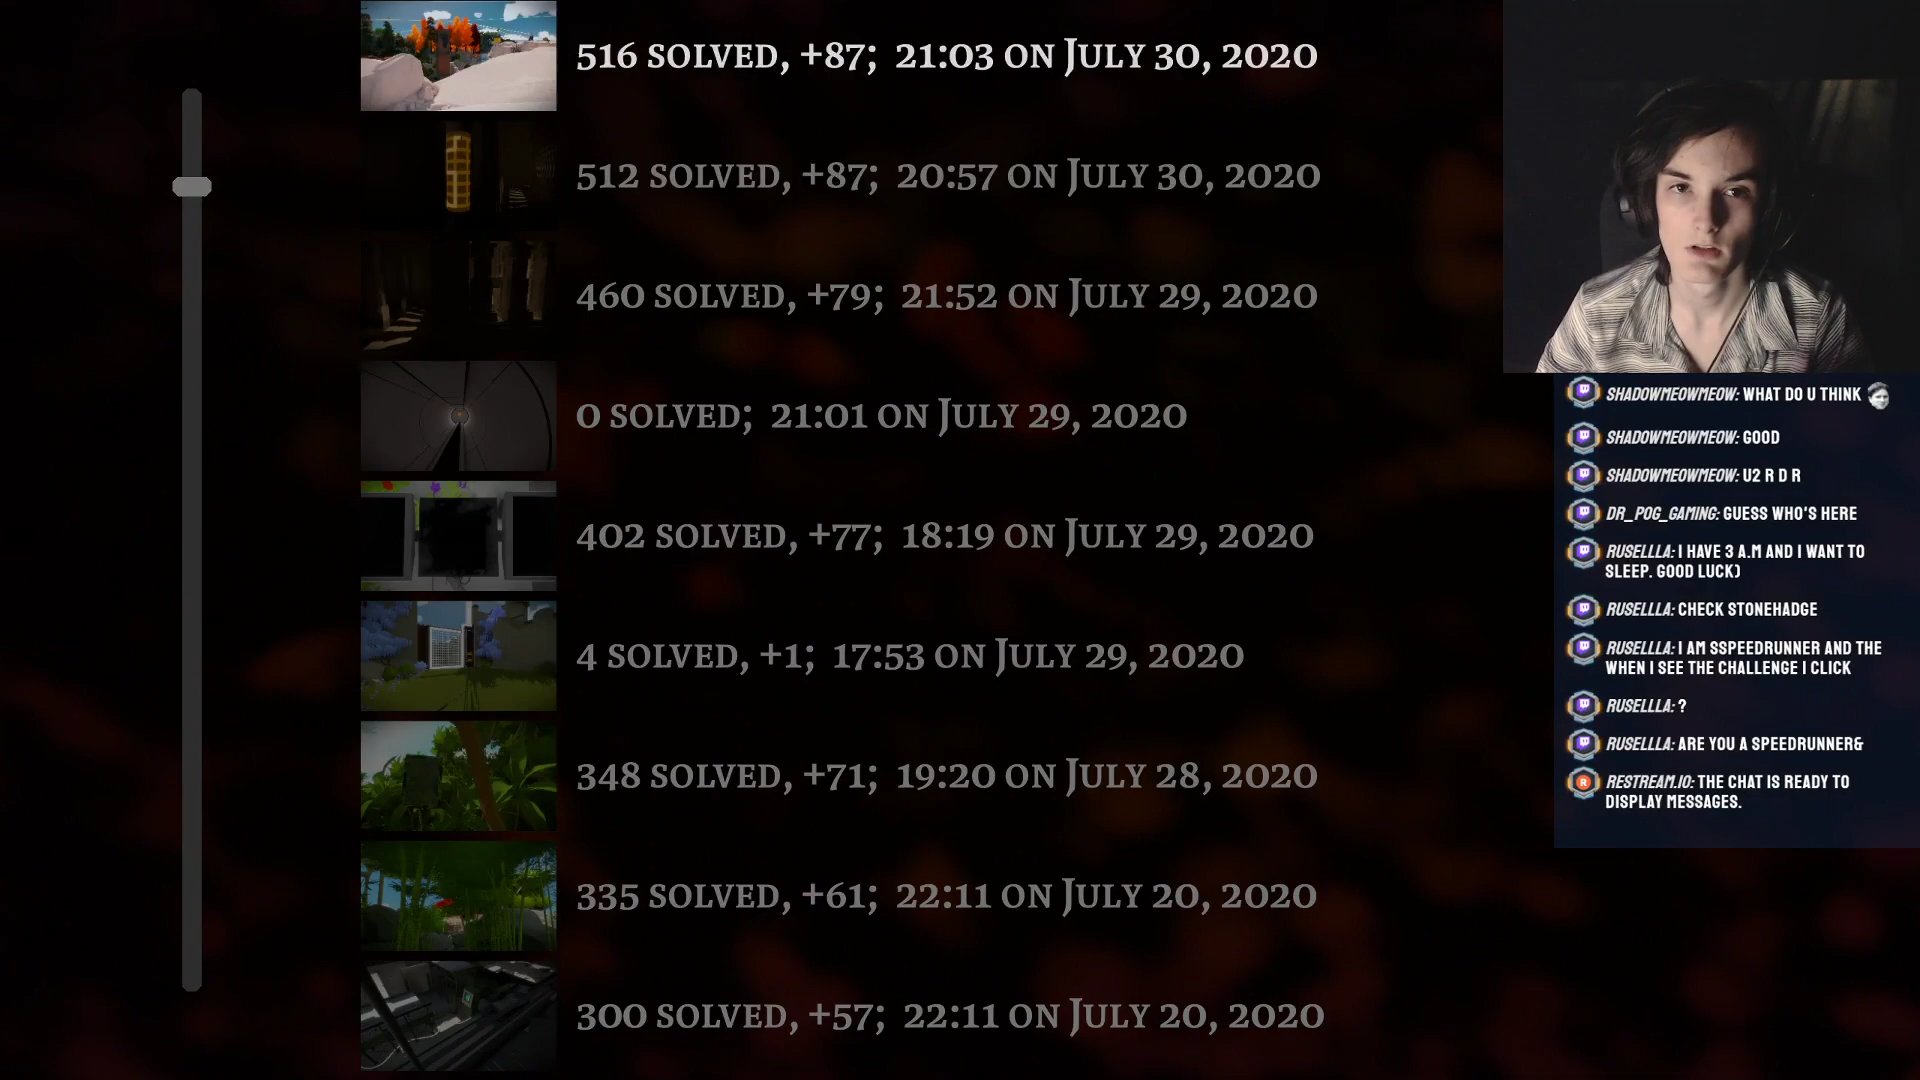 516 SOLVED, +87; 21:03 ON JULY 30, 2020
512 SOLVED, +87; 20:57 ON JULY 30, 2020
460 SOLVED, +79; 21:52 ON JULY 29, 2020
0 SOLVED; 21:01 ON JULY 29, 2020
402 SOLVED, +77; 18:19 ON JULY 29, 2020
4 SOLVED, +1; 17:53 ON JULY 29, 2020
348 SOLVED, +71; 19:20 ON JULY 28, 2020
335 SOLVED, +61; 22:11 ON JULY 20, 2020
300 SOLVED, +57; 22:11 ON JULY 20, 2020
SHADOWMEOWMEOW: WHAT DO U THINK
SHADOWMEOWMEOW: GOOD
SHADOWMEOWMEOW: U2 R D R
DR_POG_GAMING: GUESS WHO'S HERE
RUSELLLA: I HAVE 3 A.M AND I WANT TO
SLEEP. GOOD LUCK)
RUSELLLA: CHECK STONEHADGE
RUSELLLA: I AM SSPEEDRUNNER AND THE
WHEN I SEE THE CHALLENGE I CLICK
RUSELLLA: ?
RUSELLLA: ARE YOU A SPEEDRUNNER&
RESTREAM.IO: THE CHAT IS READY TO
DISPLAY MESSAGES.